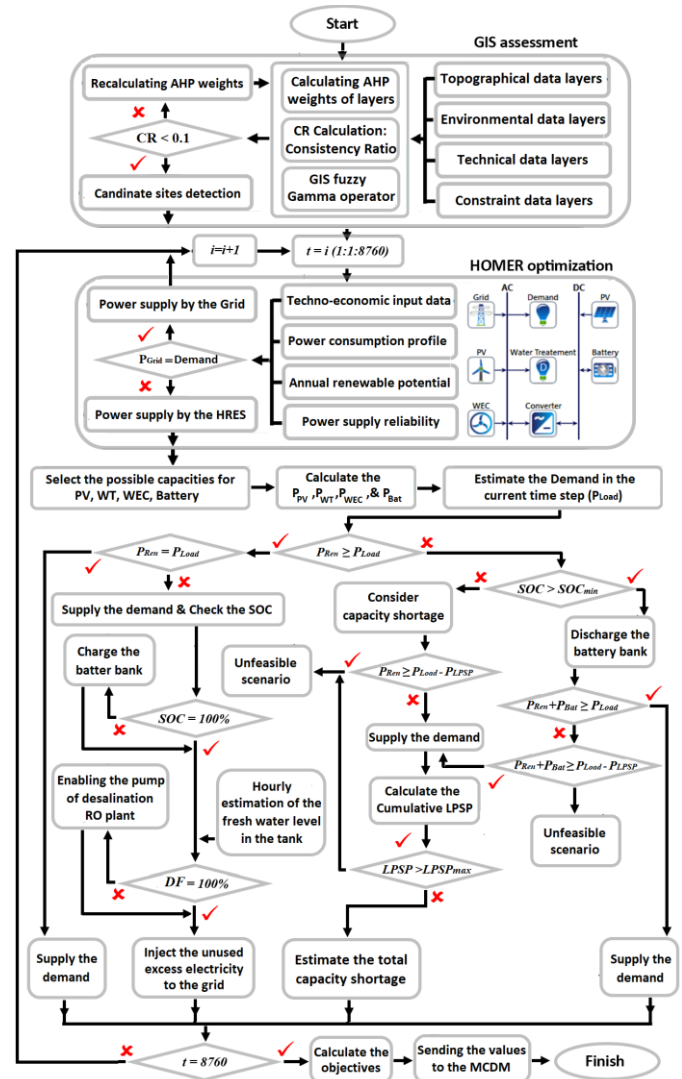 Start
GIS assessment
Recalculating AHP weights
Calculating AHP
weights of layers
Topographical data layers
CR < 0.1
CR Calculation:
Consistency Ratio
Environmental data layers
Technical data layers
Candinate sites detection
GIS fuzzy
Gamma operator
Constraint data layers
i=i+1
t = i (1:1:8760)
HOMER optimization
Power supply by the Grid
Techno-economic input data
PGrid = Demand
Power consumption profile
Annual renewable potential
Power supply by the HRES
Power supply reliability
AC
DC
Grid
Demand
PV
PV
Water Treatement
Battery
D
WEC
Converter
Select the possible capacities for
PV, WT, WEC, Battery
Calculate the
PPV ,PWT,PWEC ,& PBat
Estimate the Demand in the
current time step (PLoad)
PRen = PLoad
PRen ≥ PLoad
SOC > SOCmin
Supply the demand & Check the SOC
Consider
capacity shortage
Discharge the
battery bank
Charge the
batter bank
Unfeasible
scenario
PRen ≥ PLoad - PLPSP
PRen+PBat ≥ PLoad
SOC = 100%
Supply the demand
PRen+PBat≥PLoad - PLPSP
Enabling the pump
of desalination
RO plant
Hourly
estimation of the
fresh water level
in the tank
Calculate the
Cumulative LPSP
Unfeasible
scenario
DF = 100%
LPSP >LPSPmax
Supply the
demand
Inject the unused
excess electricity
to the grid
Estimate the total
capacity shortage
Supply the
demand
t = 8760
Calculate the
objectives
Sending the values
to the MCDM
Finish